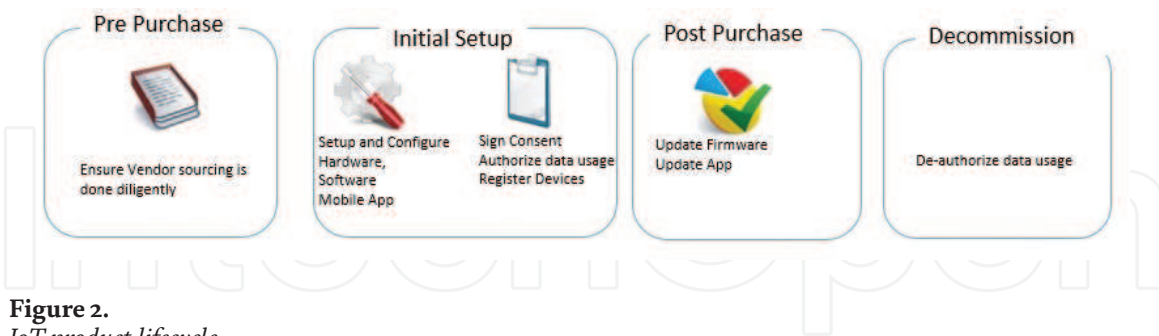 Pre Purchase
Ensure Vendor sourcing is
done diligently
Initial Setup
Setup and Configure
Hardware,
Software
Mobile App
Sign Consent
Authorize data usage
Register Devices
Post Purchase
Update Firmware
Update App
Decommission
De-authorize data usage
IntechOpen
Figure 2.
IoT product lifecycle